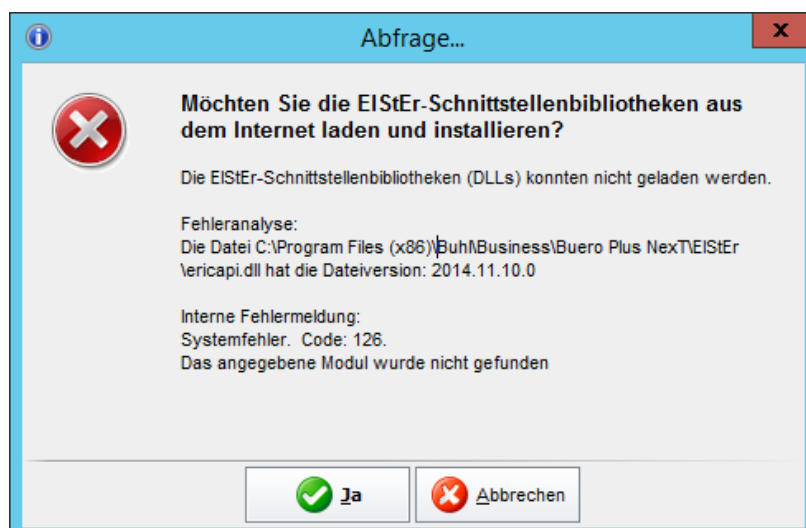 Abfrage...
x
Möchten Sie die ElStEr-Schnittstellenbibliotheken aus
dem Internet laden und installieren?
Die ElStEr-Schnittstellenbibliotheken (DLLs) konnten nicht geladen werden.
Fehleranalyse:
Die Datei C:\Program Files (x86)\Buhl\Business\Buero Plus NexT\ElStEr
\ericapi.dll hat die Dateiversion: 2014.11.10.0
Interne Fehlermeldung:
Systemfehler. Code: 126.
Das angegebene Modul wurde nicht gefunden
Ja
Abbrechen